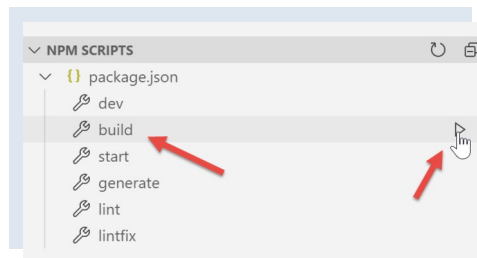 NPM SCRIPTS
{} package.json
dev
build
start
generate
lint
lintfix